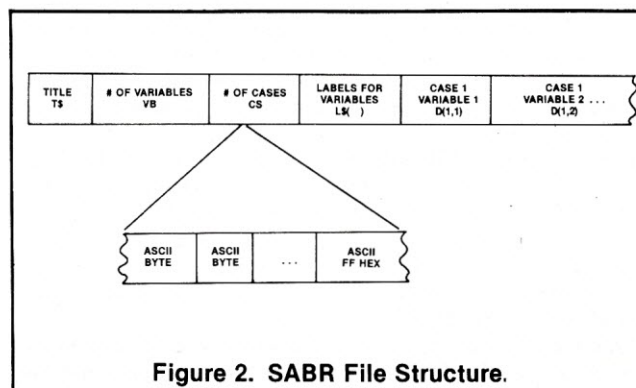 TITLE
T$
# OF VARIABLES
VB
# OF CASES
CS
LABELS FOR
VARIABLES
L$( )
CASE 1
VARIABLE 1
D(1,1)
CASE 1
VARIABLE 2 ...
D(1,2)
ASCII
BYTE
ASCII
BYTE
...
ASCII
FF HEX
Figure 2. SABR File Structure.